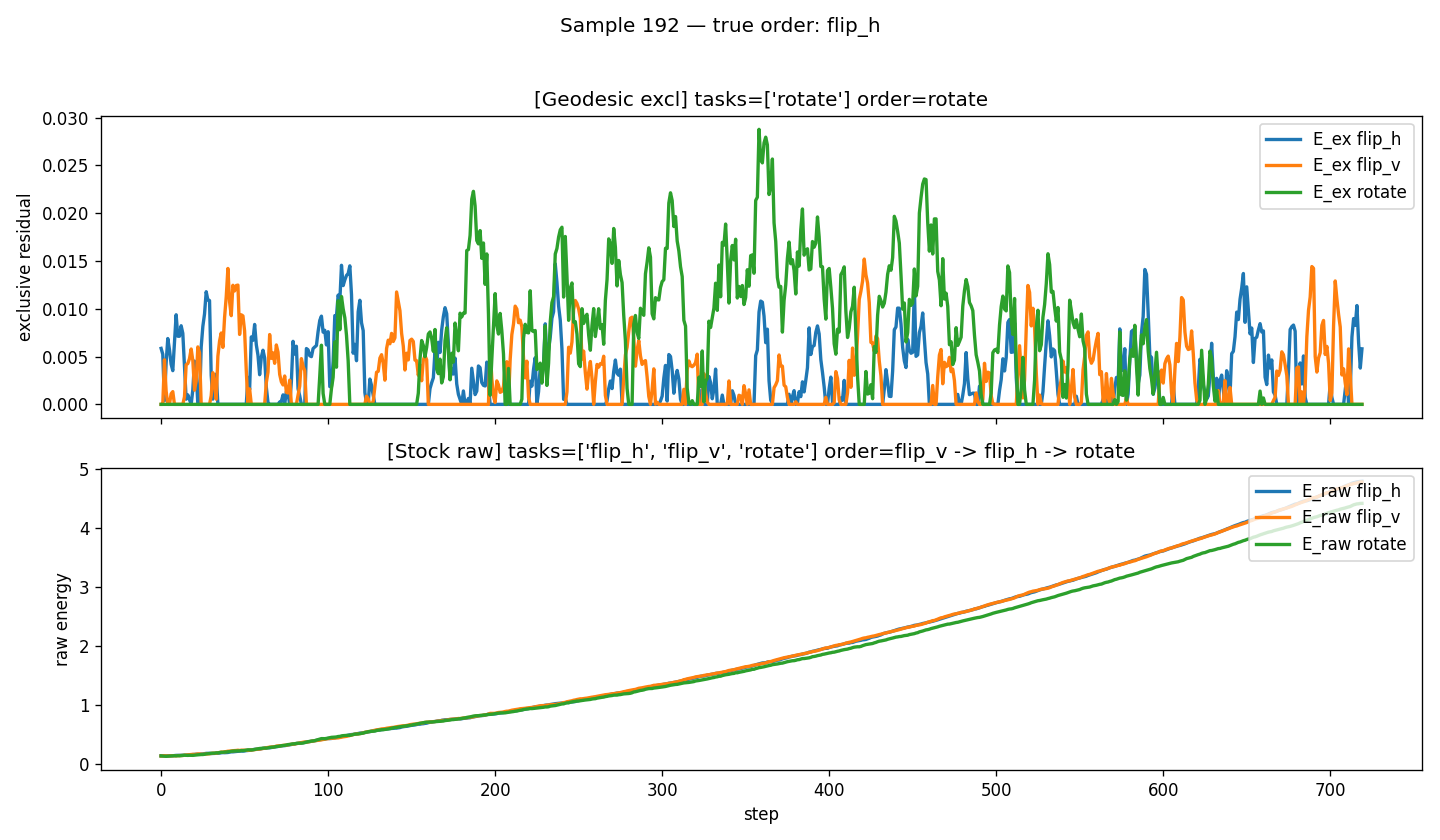 Sample 192 — true order: flip_h
[Geodesic excl] tasks=['rotate'] order=rotate
exclusive residual
0.030
0.025
0.020
0.015
0.010
0.005
0.000
E_ex flip_h
E_ex flip_v
E_ex rotate
[Stock raw] tasks=['flip_h', 'flip_v', 'rotate'] order=flip_v -> flip_h -> rotate
raw energy
5
4
3
2
1
0
E_raw flip_h
E_raw flip_v
E_raw rotate
0 100 200 300 400 500 600 700
step